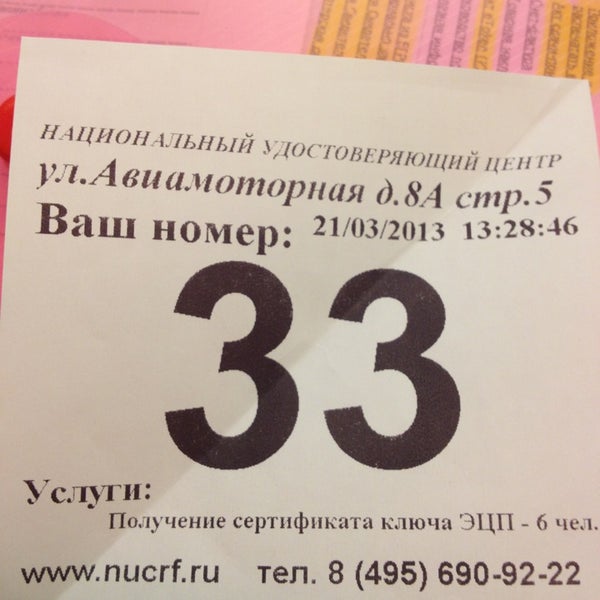 НАЦИОНАЛЬНЫЙ УДОСТОВЕРЯЮЩИЙ ЦЕНТР
ул.Авиамоторная д.8А стр.5
Ваш номер: 21/03/2013 13:28:46
33
Услуги:
Получение сертификата ключа ЭЦП - 6 чел.
www.nucrf.ru тел. 8 (495) 690-92-22